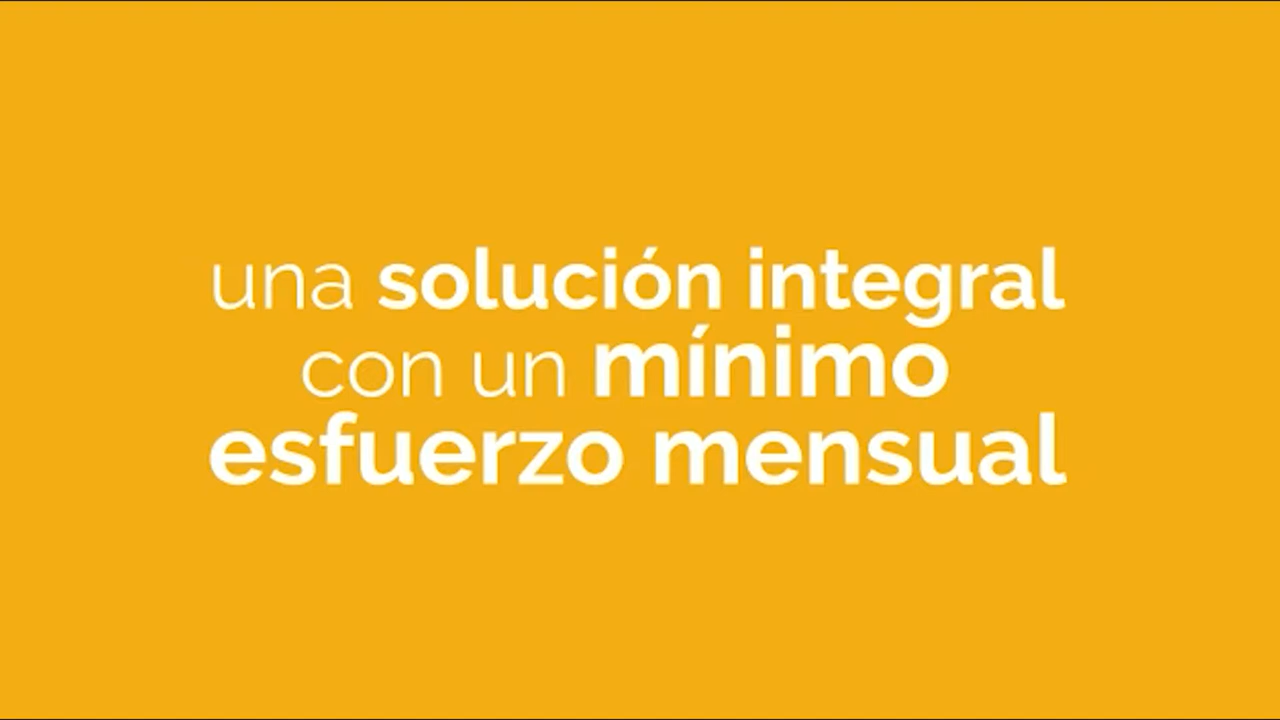 una solución integral
con un mínimo
esfuerzo mensual